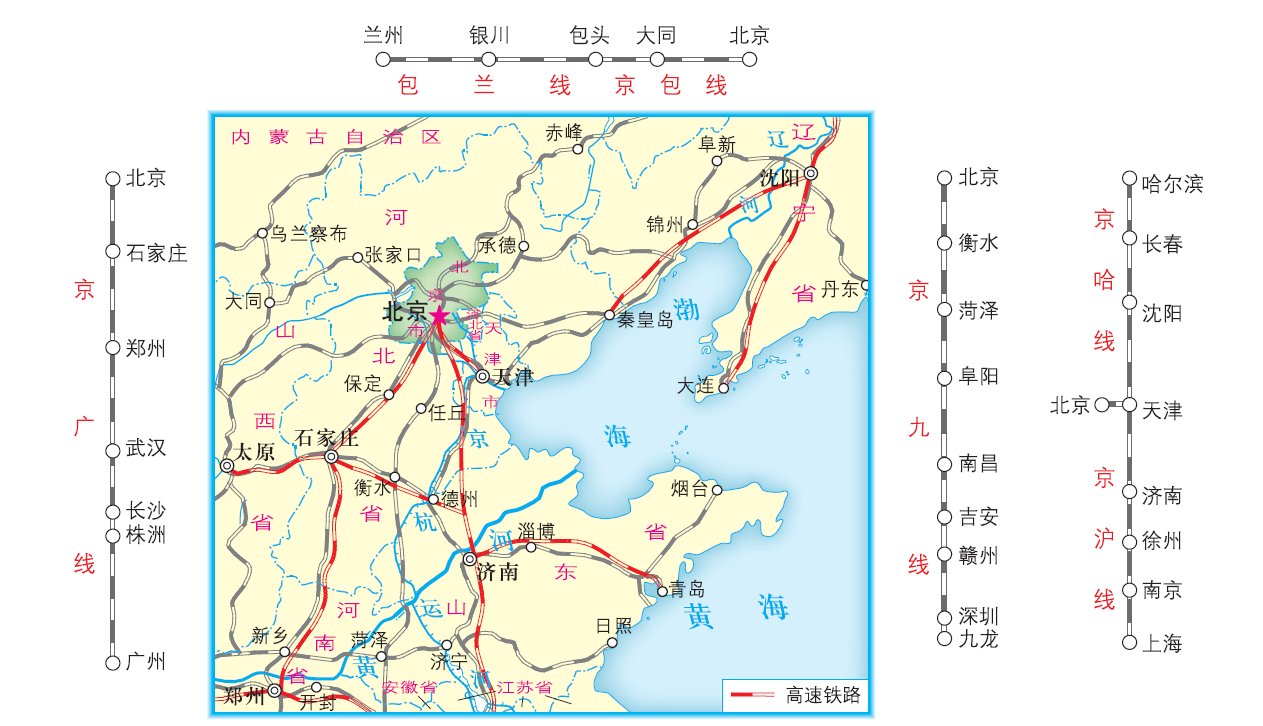 兰州 银川 包头 大同 北京
包 兰 线 京 包 线
北京
石家庄
京
郑州
广
武汉
长沙
株洲
线
广州
内蒙古自治区
赤峰
阜新
辽
辽
沈阳
河
宁
锦州
河
乌兰察布
张家口
承德
北
京
市
北京
大同
山
河
北
省
天
津
市
秦皇岛
渤
省
丹东
北
保定
天津
大连
任丘
西
京
海
太原
石家庄
衡水
省
省
德州
杭
烟台
淄博
河
省
济南
东
青岛
黄
海
河
运
山
日照
新乡
南
菏泽
黄
济宁
省
河
郑州
开封
安徽省
江苏省
高速铁路
北京
衡水
京
菏泽
阜阳
九
南昌
吉安
赣州
线
深圳
九龙
哈尔滨
京
长春
哈
沈阳
线
北京
天津
京
济南
沪
徐州
线
南京
上海